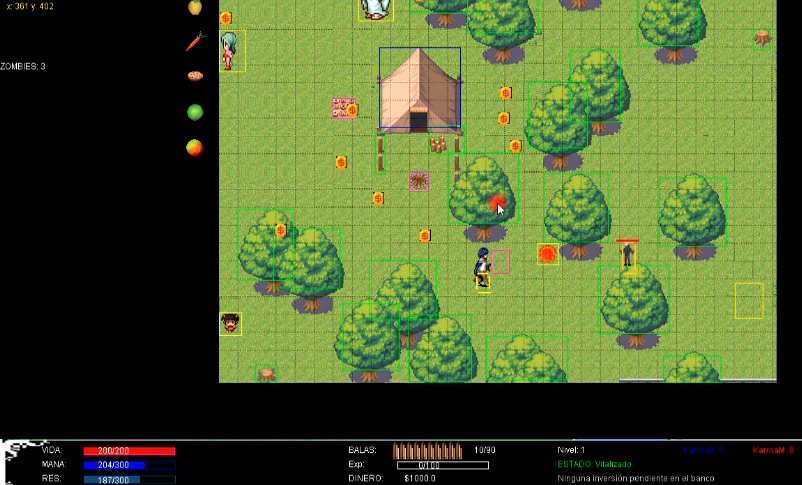 x: 361 y: 402
ZOMBIES: 3
VIDA: 200/200
MANA: 204/300
RES: 187/300
BALAS: 10/90
Exp: 0/100
DINERO: $1000.0
Nivel: 1
KarmaB: 0
KarmaM: 0
ESTADO: Vitalizado
Ninguna inversión pendiente en el banco